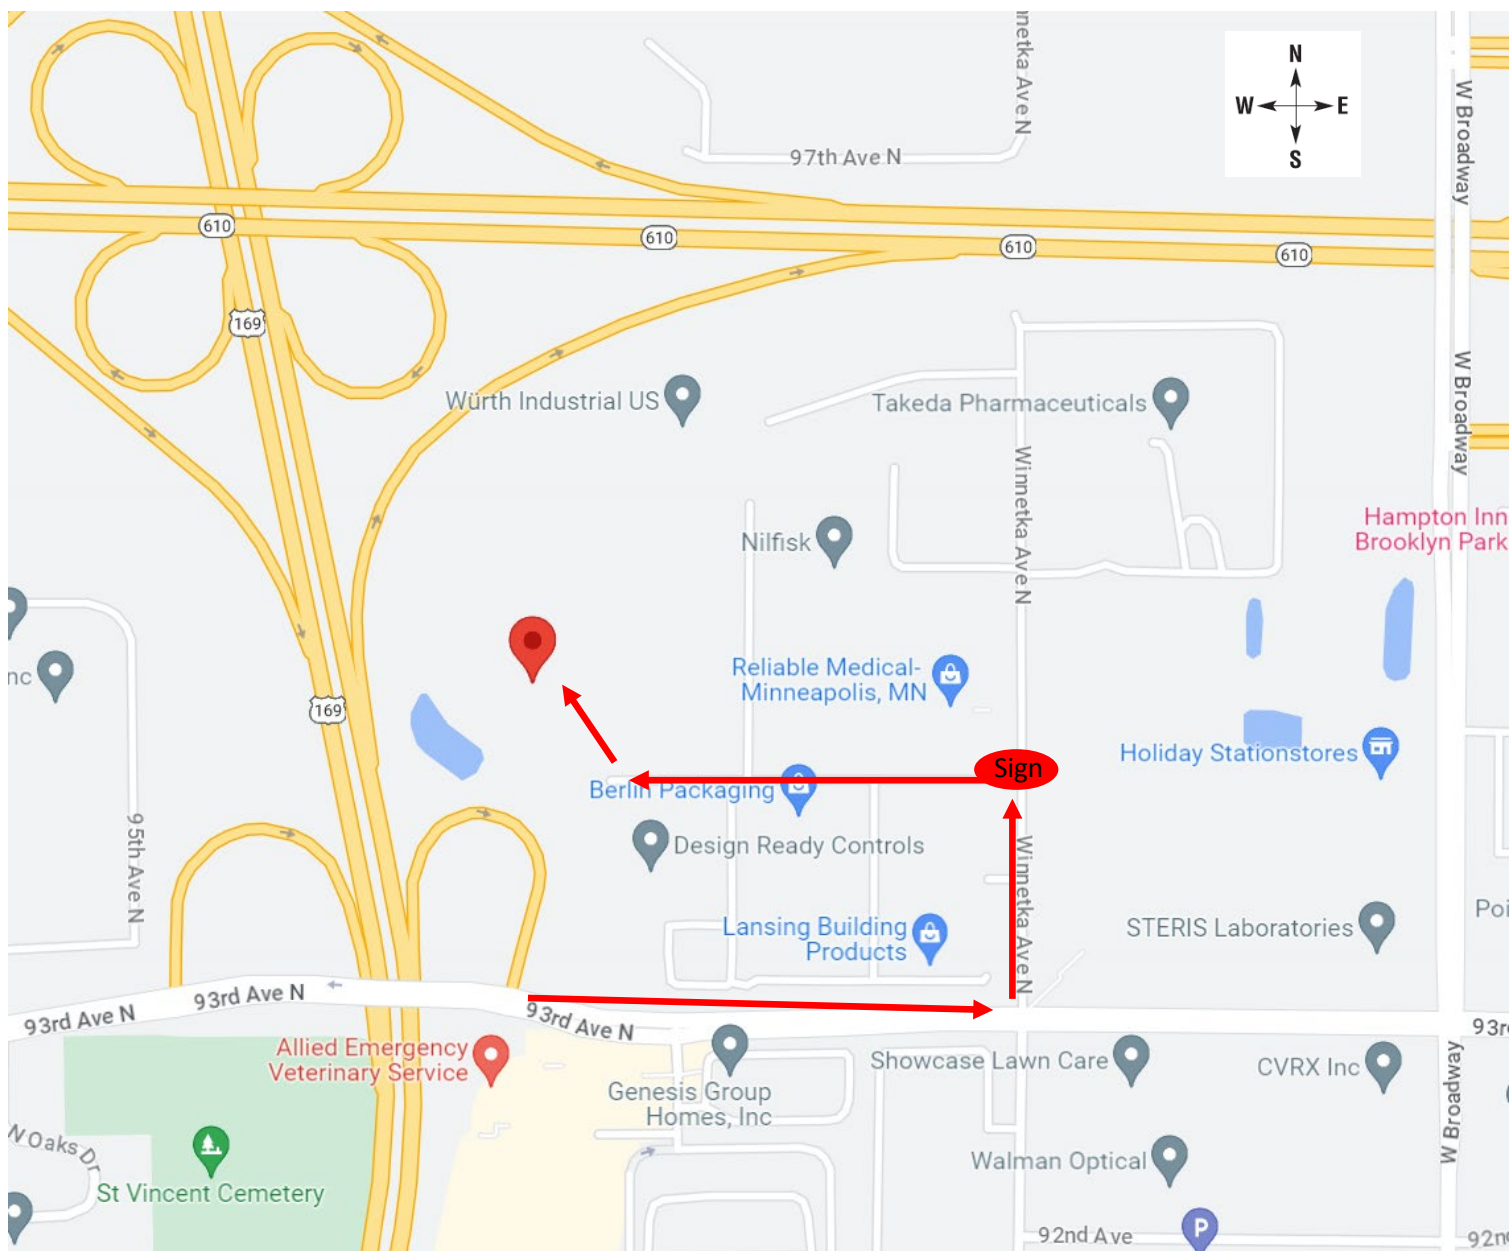 N
W E
S
nnetka Ave N
W Broadway
97th Ave N
610
610
610
610
169
W Broadway
Würth Industrial US
Takeda Pharmaceuticals
Winnetka Ave N
Hampton Inn
Brooklyn Park
Nilfisk
nc
Reliable Medical-
Minneapolis, MN
169
Holiday Stationstores
Sign
Berlin Packaging
95th Ave N
Design Ready Controls
Winnetka Ave N
Poi
Lansing Building
Products
STERIS Laboratories
93rd Ave N
93rd Ave N
93rd Ave N
93r
Allied Emergency
Veterinary Service
Showcase Lawn Care
CVRX Inc
W Broadway
Genesis Group
Homes, Inc
N Oaks Dr
Walman Optical
St Vincent Cemetery
P
92nd Ave
92n